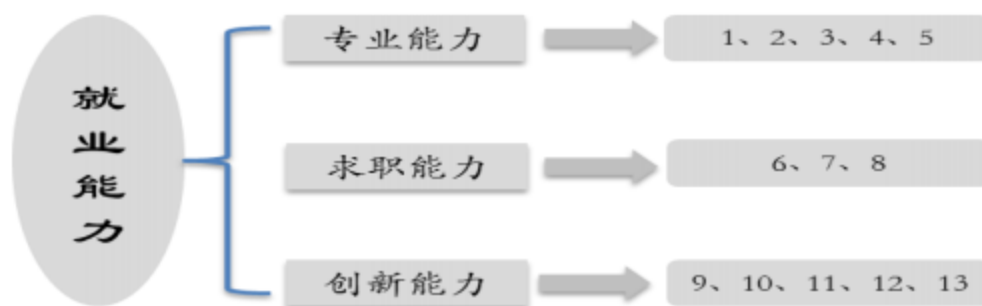 就业能力
专业能力
1、2、3、4、5
求职能力
6、7、8
创新能力
9、10、11、12、13